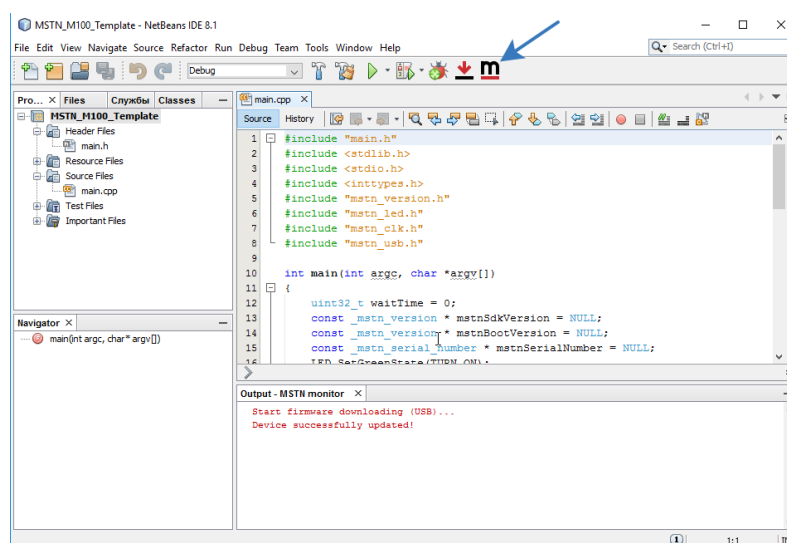 MSTN_M100_Template - NetBeans IDE 8.1
File Edit View Navigate Source Refactor Run Debug Team Tools Window Help
Search (Ctrl+I)
Debug
m
Pro... Files Службы Classes
MSTN_M100_Template
Header Files
main.h
Resource Files
Source Files
main.cpp
Test Files
Important Files
Navigator
main(int argc, char* argv[])
main.cpp
Source History
1 #include "main.h"
2 #include <stdlib.h>
3 #include <stdio.h>
4 #include <inttypes.h>
5 #include "mstn_version.h"
6 #include "mstn_led.h"
7 #include "mstn_clk.h"
8 #include "mstn_usb.h"
9
10 int main(int argc, char *argv[])
11 {
12 uint32_t waitTime = 0;
13 const _mstn_version * mstnSdkVersion = NULL;
14 const _mstn_version * mstnBootVersion = NULL;
15 const _mstn_serial_number * mstnSerialNumber = NULL;
16 LED_SetGreenState(TURN_ON);
Output - MSTN monitor
Start firmware downloading (USB)...
Device successfully updated!
1 1:1